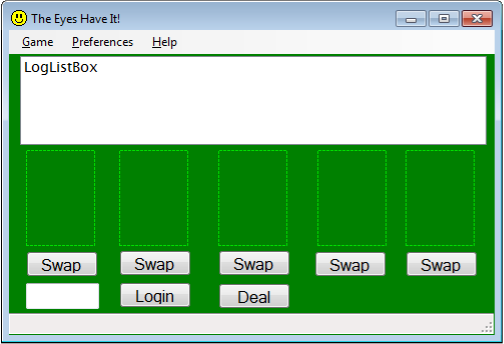 The Eyes Have It!
Game Preferences Help
LogListBox
Swap Swap Swap Swap Swap
Login Deal